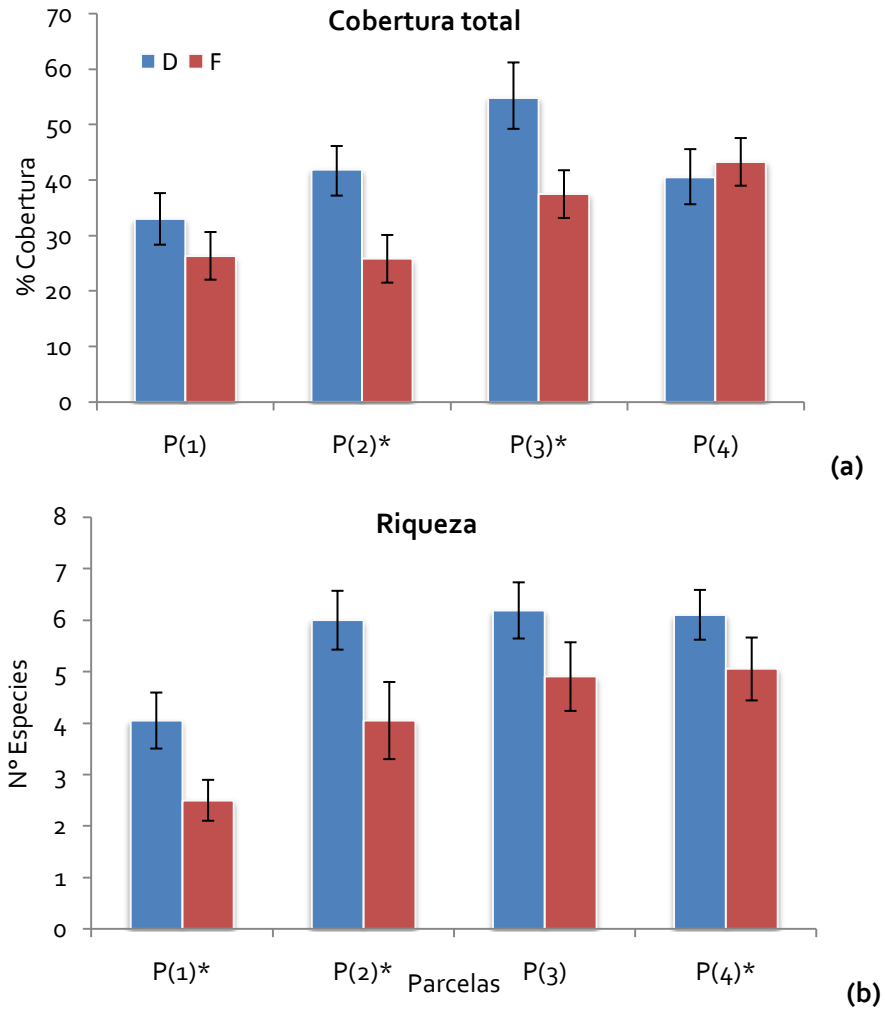 Cobertura total
D F
% Cobertura
70
60
50
40
30
20
10
0
P(1) P(2)* P(3)* P(4)
(a)
Riqueza
N° Especies
8
7
6
5
4
3
2
1
0
P(1)* P(2)* P(3) P(4)*
Parcelas
(b)